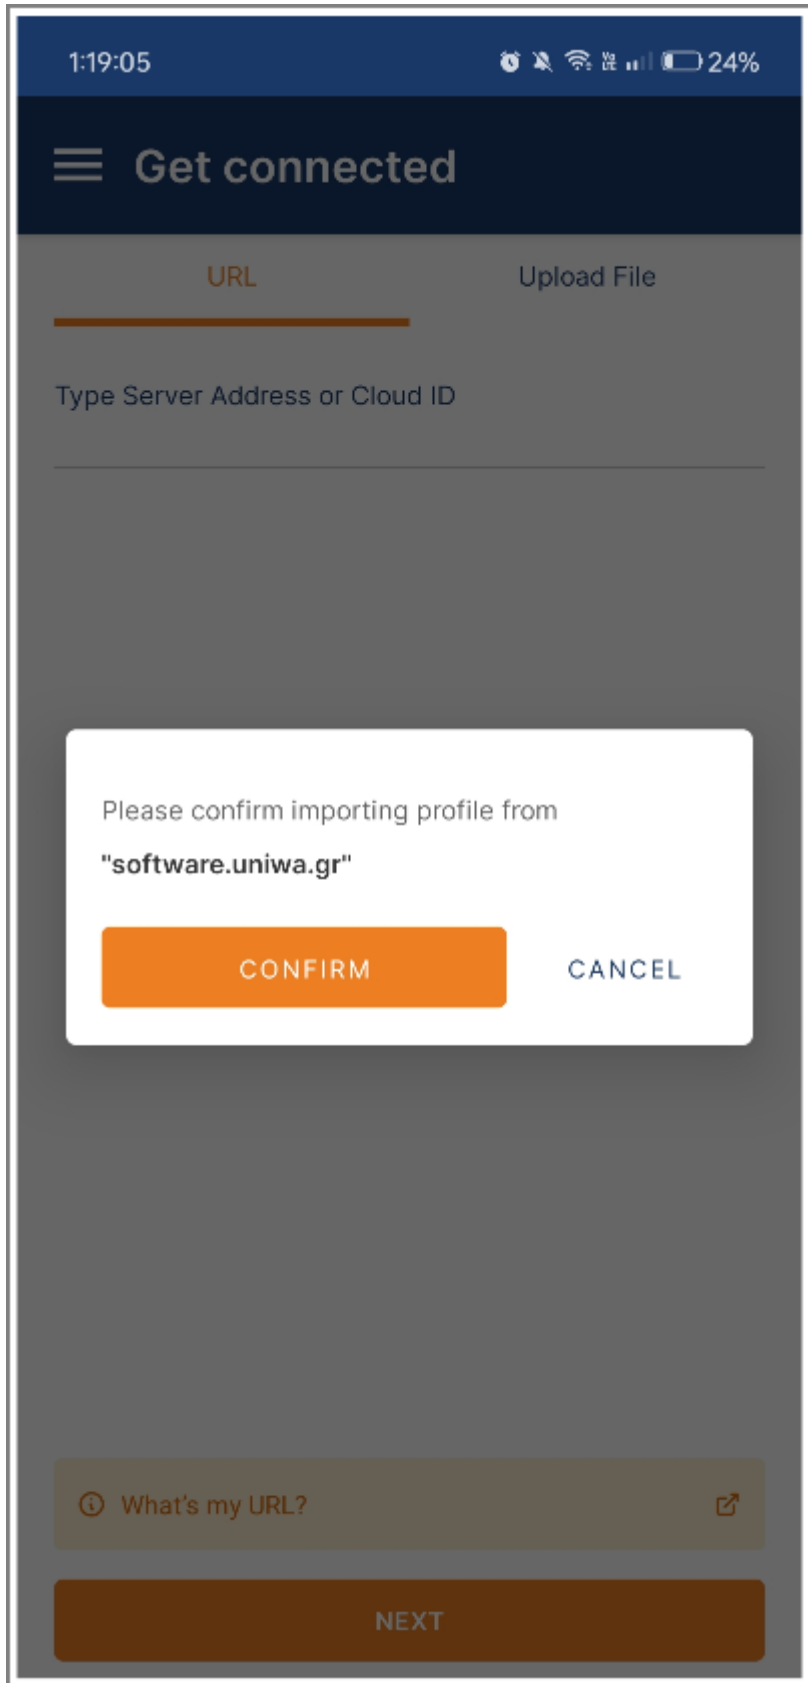 1:19:05 24%
Get connected
URL Upload File
Type Server Address or Cloud ID
Please confirm importing profile from
"software.uniwa.gr"
CONFIRM CANCEL
What's my URL?
NEXT